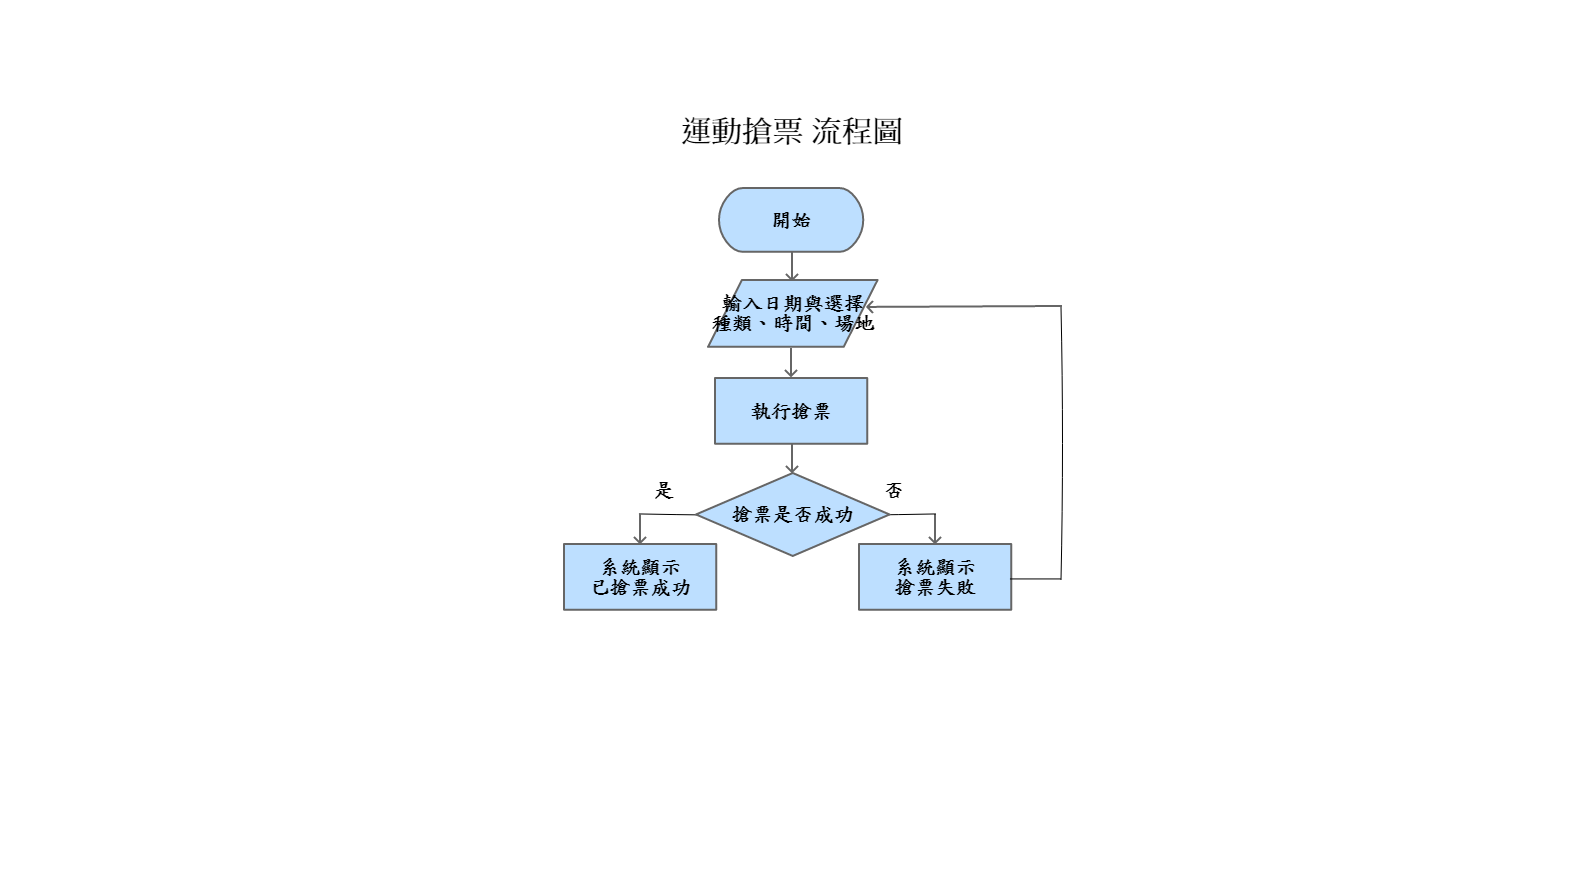 運動搶票 流程圖
開始
輸入日期與選擇
種類、時間、場地
執行搶票
是
否
搶票是否成功
系統顯示
已搶票成功
系統顯示
搶票失敗